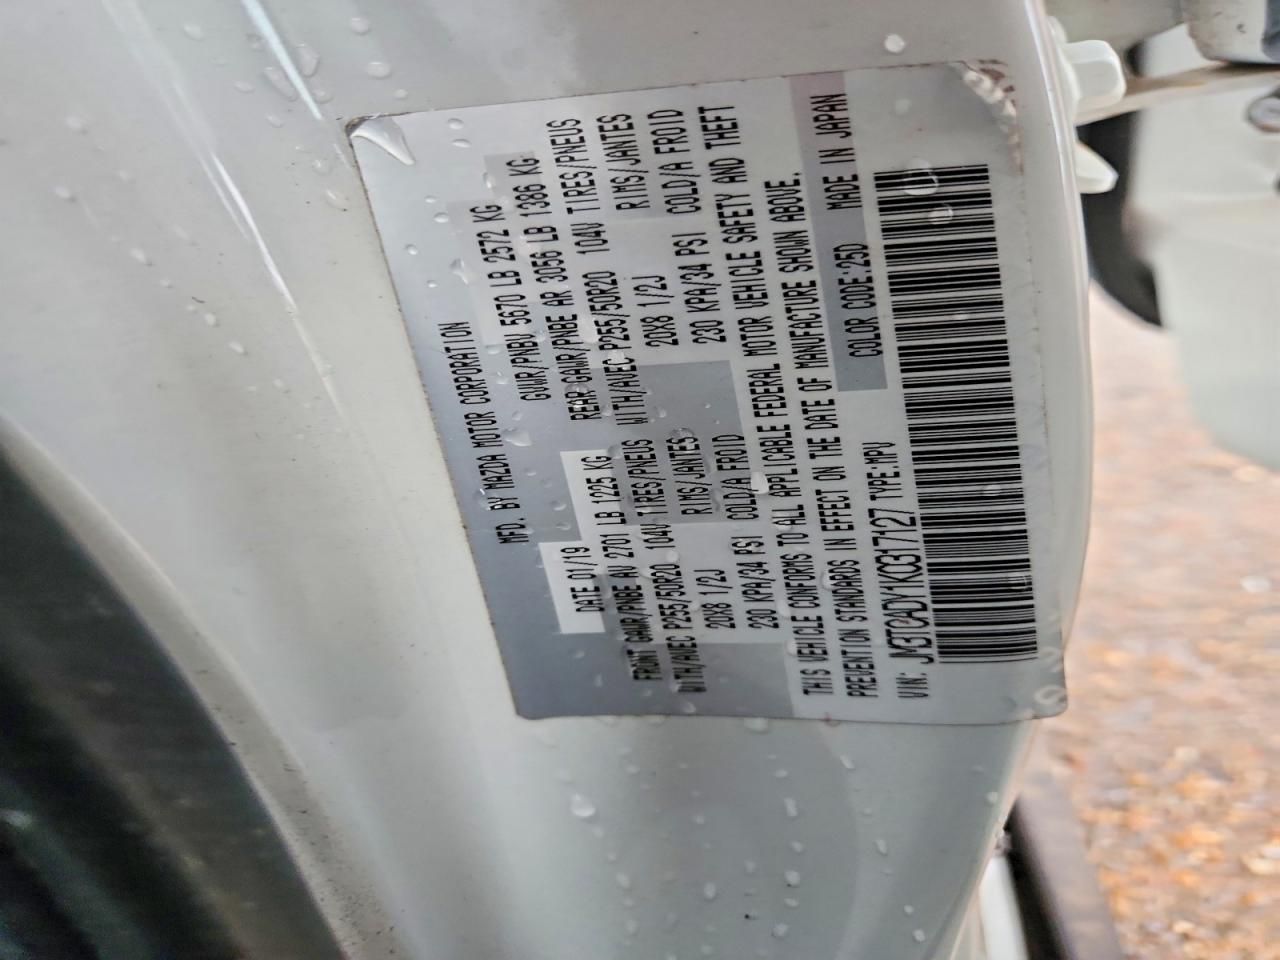 MFD. BY MAZDA MOTOR CORPORATION
DATE 01/19 GVWR/PNBV 5670 LB 2572 KG
FRONT GAWR/PNBE AV 2701 LB 1225 KG REAR GAWR/PNBE AR 3056 LB 1386 KG
WITH/AVEC P255/50R20 104V TIRES/PNEUS WITH/AVEC P255/50R20 104V TIRES/PNEUS
20X8 1/2J RIMS/JANTES 20X8 1/2J RIMS/JANTES
230 KPA/34 PSI COLD/A FROID 230 KPA/34 PSI COLD/A FROID
THIS VEHICLE CONFORMS TO ALL APPLICABLE FEDERAL MOTOR VEHICLE SAFETY AND THEFT
PREVENTION STANDARDS IN EFFECT ON THE DATE OF MANUFACTURE SHOWN ABOVE.
VIN: JM3TCADY1K0317127 TYPE:MPV COLOR CODE:25D MADE IN JAPAN